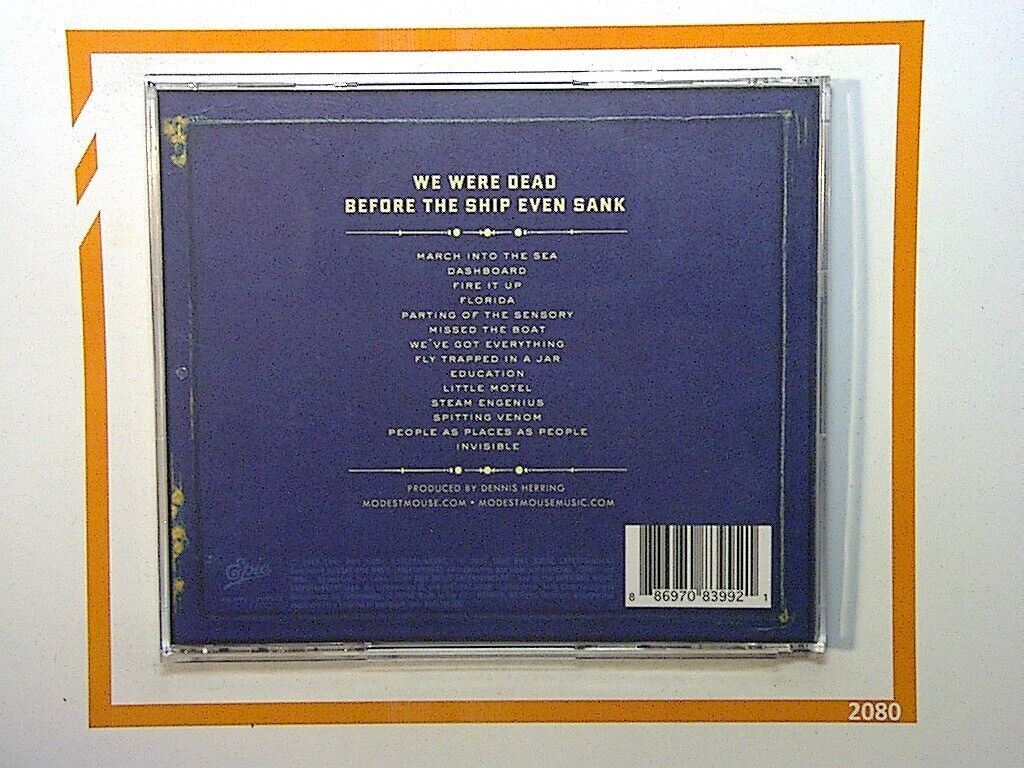 WE WERE DEAD
BEFORE THE SHIP EVEN SANK
MARCH INTO THE SEA
DASHBOARD
FIRE IT UP
FLORIDA
PARTING OF THE SENSORY
MISSED THE BOAT
WE'VE GOT EVERYTHING
FLY TRAPPED IN A JAR
EDUCATION
LITTLE MOTEL
STEAM ENGENIUS
SPITTING VENOM
PEOPLE AS PLACES AS PEOPLE
INVISIBLE
PRODUCED BY DENNIS HERRING
MODESTMOUSE.COM • MODESTMOUSEMUSIC.COM
Epic
8 86970 83992 1
2080